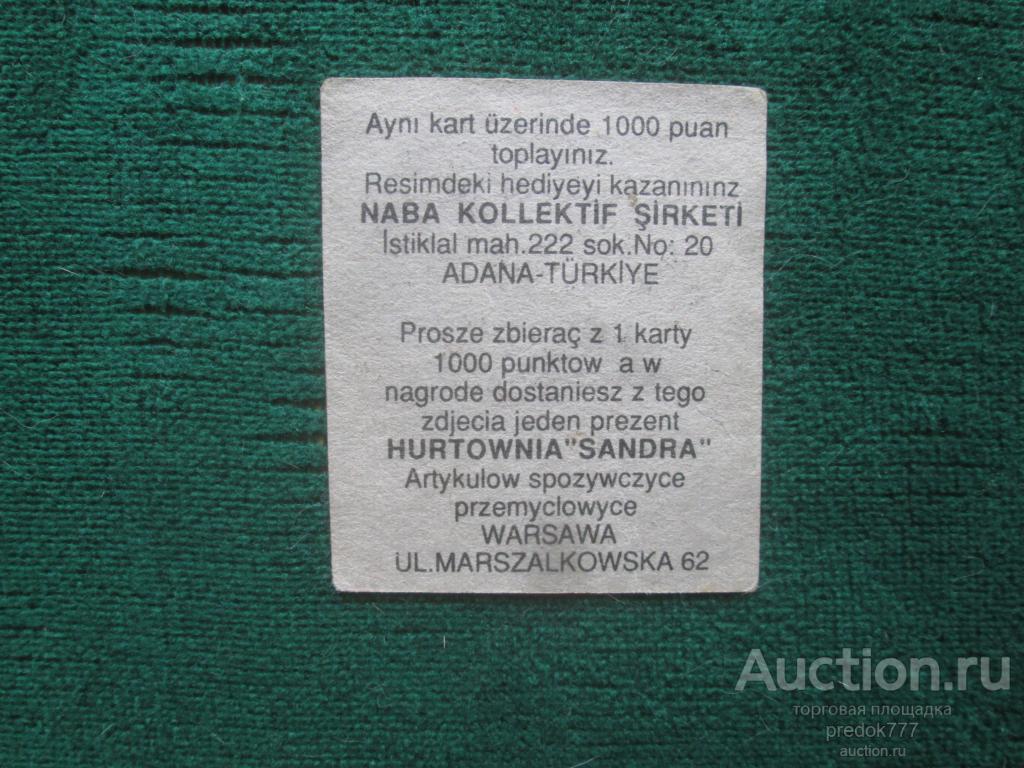 Aynı kart üzerinde 1000 puan
toplayınız.
Resimdeki hediyeyi kazanınınz
NABA KOLLEKTİF ŞİRKETİ
İstiklal mah.222 sok.No: 20
ADANA-TÜRKİYE
Prosze zbieraç z 1 karty
1000 punktow a w
nagrode dostaniesz z tego
zdjecia jeden prezent
HURTOWNIA"SANDRA"
Artykulow spozywczyce
przemyclowyce
WARSAWA
UL.MARSZALKOWSKA 62
Auction.ru
торговая площадка
predok777
auction.ru